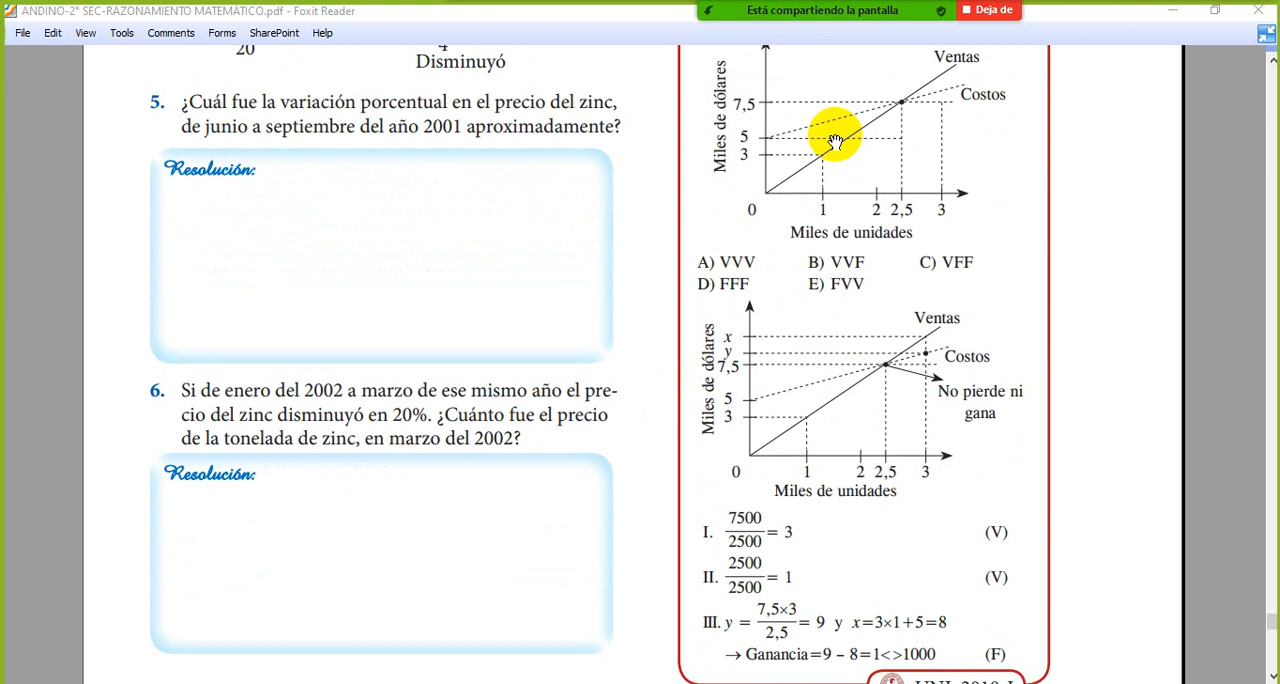 ANDINO-2° SEC-RAZONAMIENTO MATEMATICO.pdf - Foxit Reader
Está compartiendo la pantalla
Deja de
File Edit View Tools Comments Forms SharePoint Help
20
4
Disminuyó
5. ¿Cuál fue la variación porcentual en el precio del zinc,
de junio a septiembre del año 2001 aproximadamente?
Resolución:
6. Si de enero del 2002 a marzo de ese mismo año el pre-
cio del zinc disminuyó en 20%. ¿Cuánto fue el precio
de la tonelada de zinc, en marzo del 2002?
Resolución:
Miles de dólares
Ventas
Costos
7,5
5
3
0 1 2 2,5 3
Miles de unidades
A) VVV B) VVF C) VFF
D) FFF E) FVV
Miles de dólares
Ventas
x
y
7,5
Costos
No pierde ni
gana
5
3
0 1 2 2,5 3
Miles de unidades
I. 7500/2500 = 3 (V)
II. 2500/2500 = 1 (V)
III. y = 7,5×3/2,5 = 9 y x=3×1+5=8
→ Ganancia=9 – 8=1<>1000 (F)